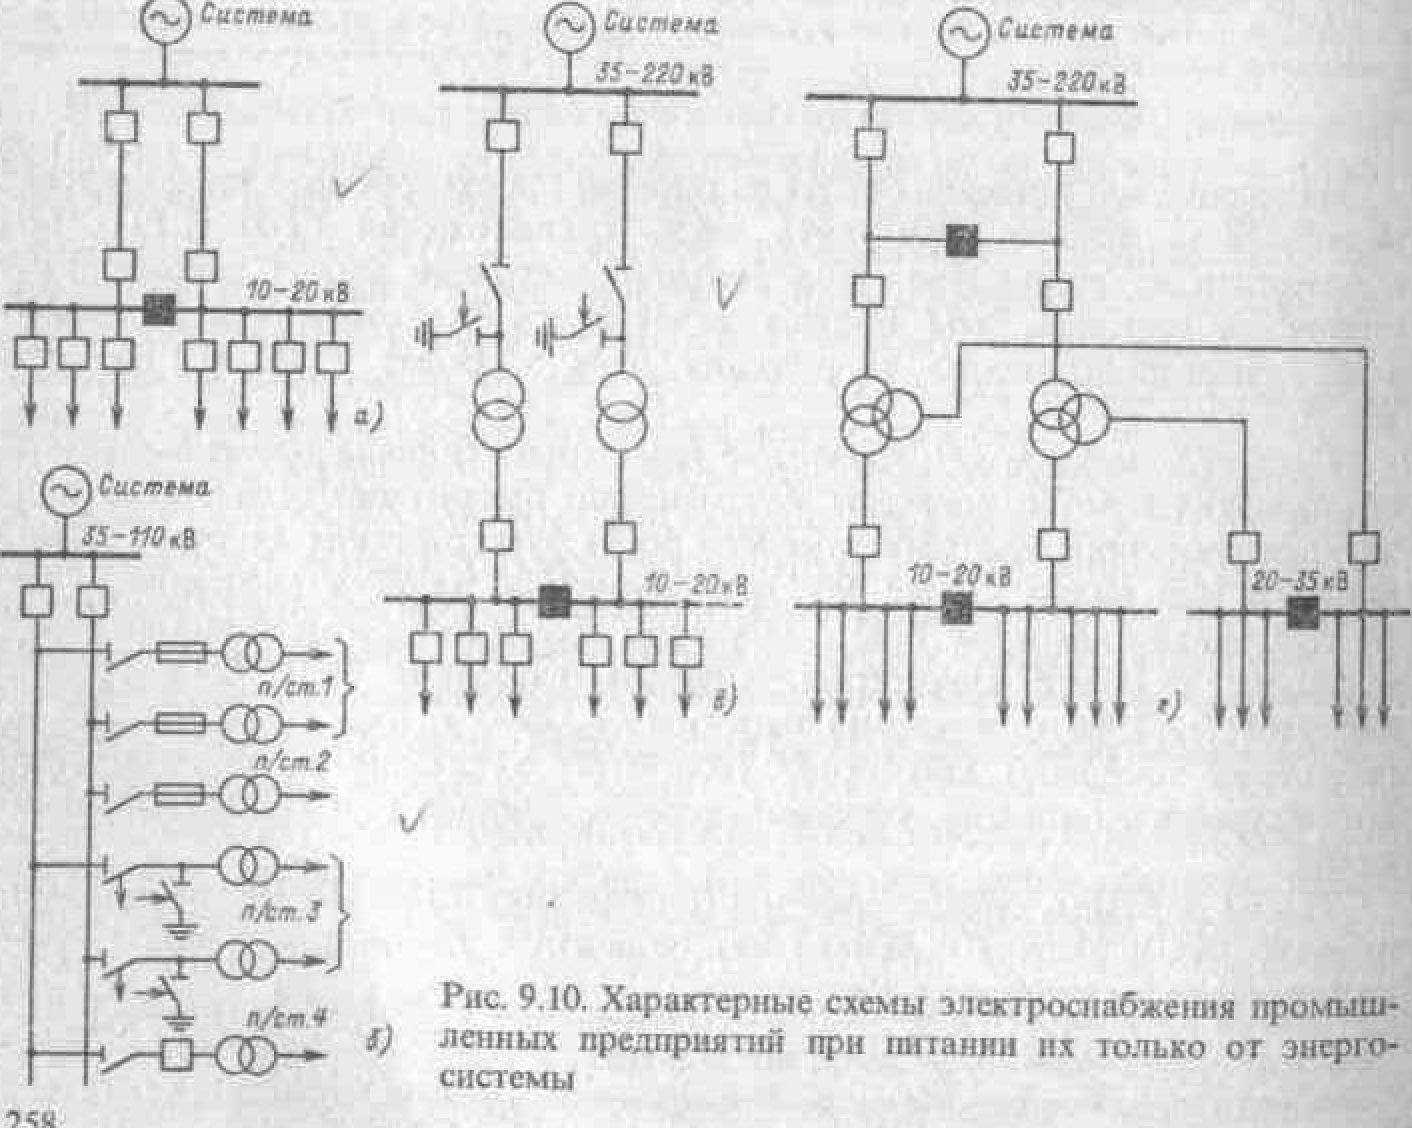 Система
Система
Система
35-220 кВ
35-220 кВ
10-20 кВ
а)
Система
35-110 кВ
10-20 кВ
20-35 кВ
10-20 кВ
п/ст.1
в)
г)
п/ст.2
п/ст.3
п/ст.4
б)
Рис. 9.10. Характерные схемы электроснабжения промыш-
ленных предприятий при питании их только от энерго-
системы
258